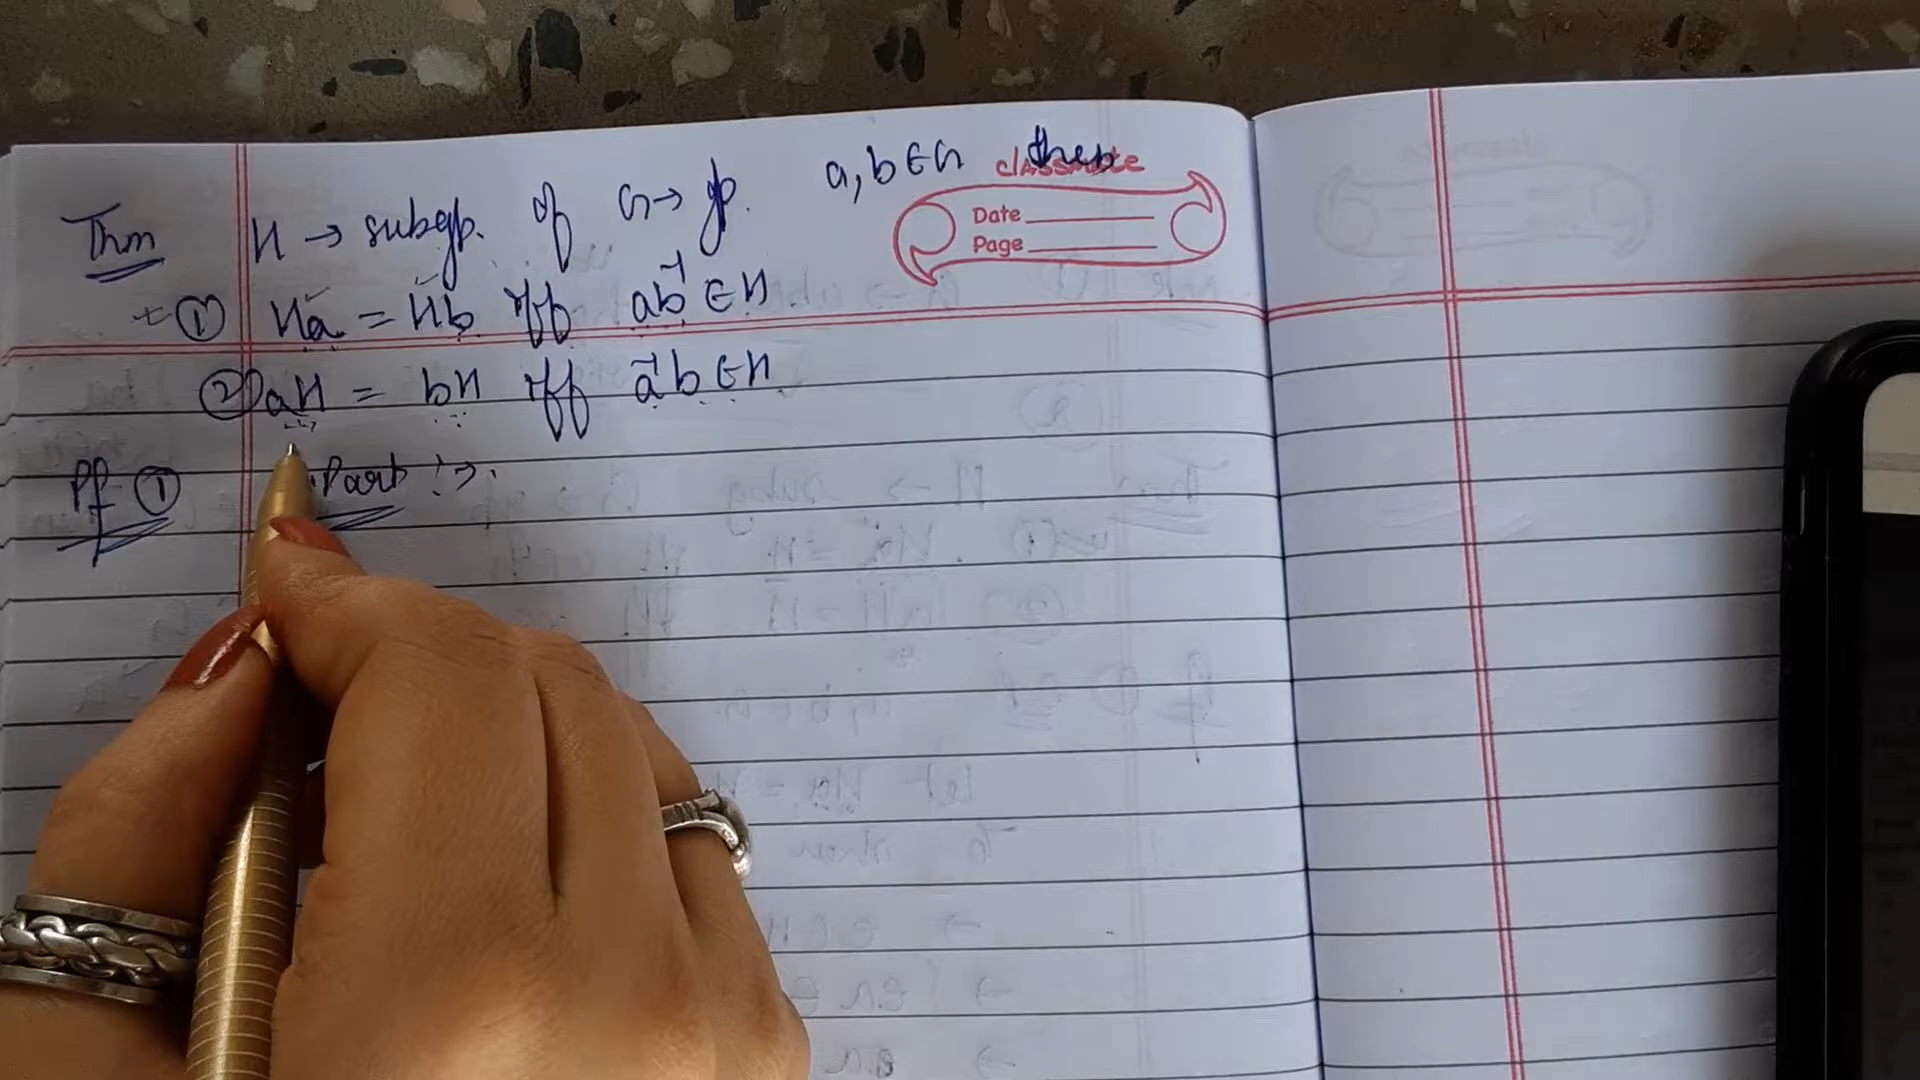 Thm H → subgp. of G → gp. a, b ∈ G then
classmate
Date
Page
① Ha = Hb iff ab⁻¹ ∈ H
② aH = bH iff a⁻¹b ∈ H
Pf ① Part :→.